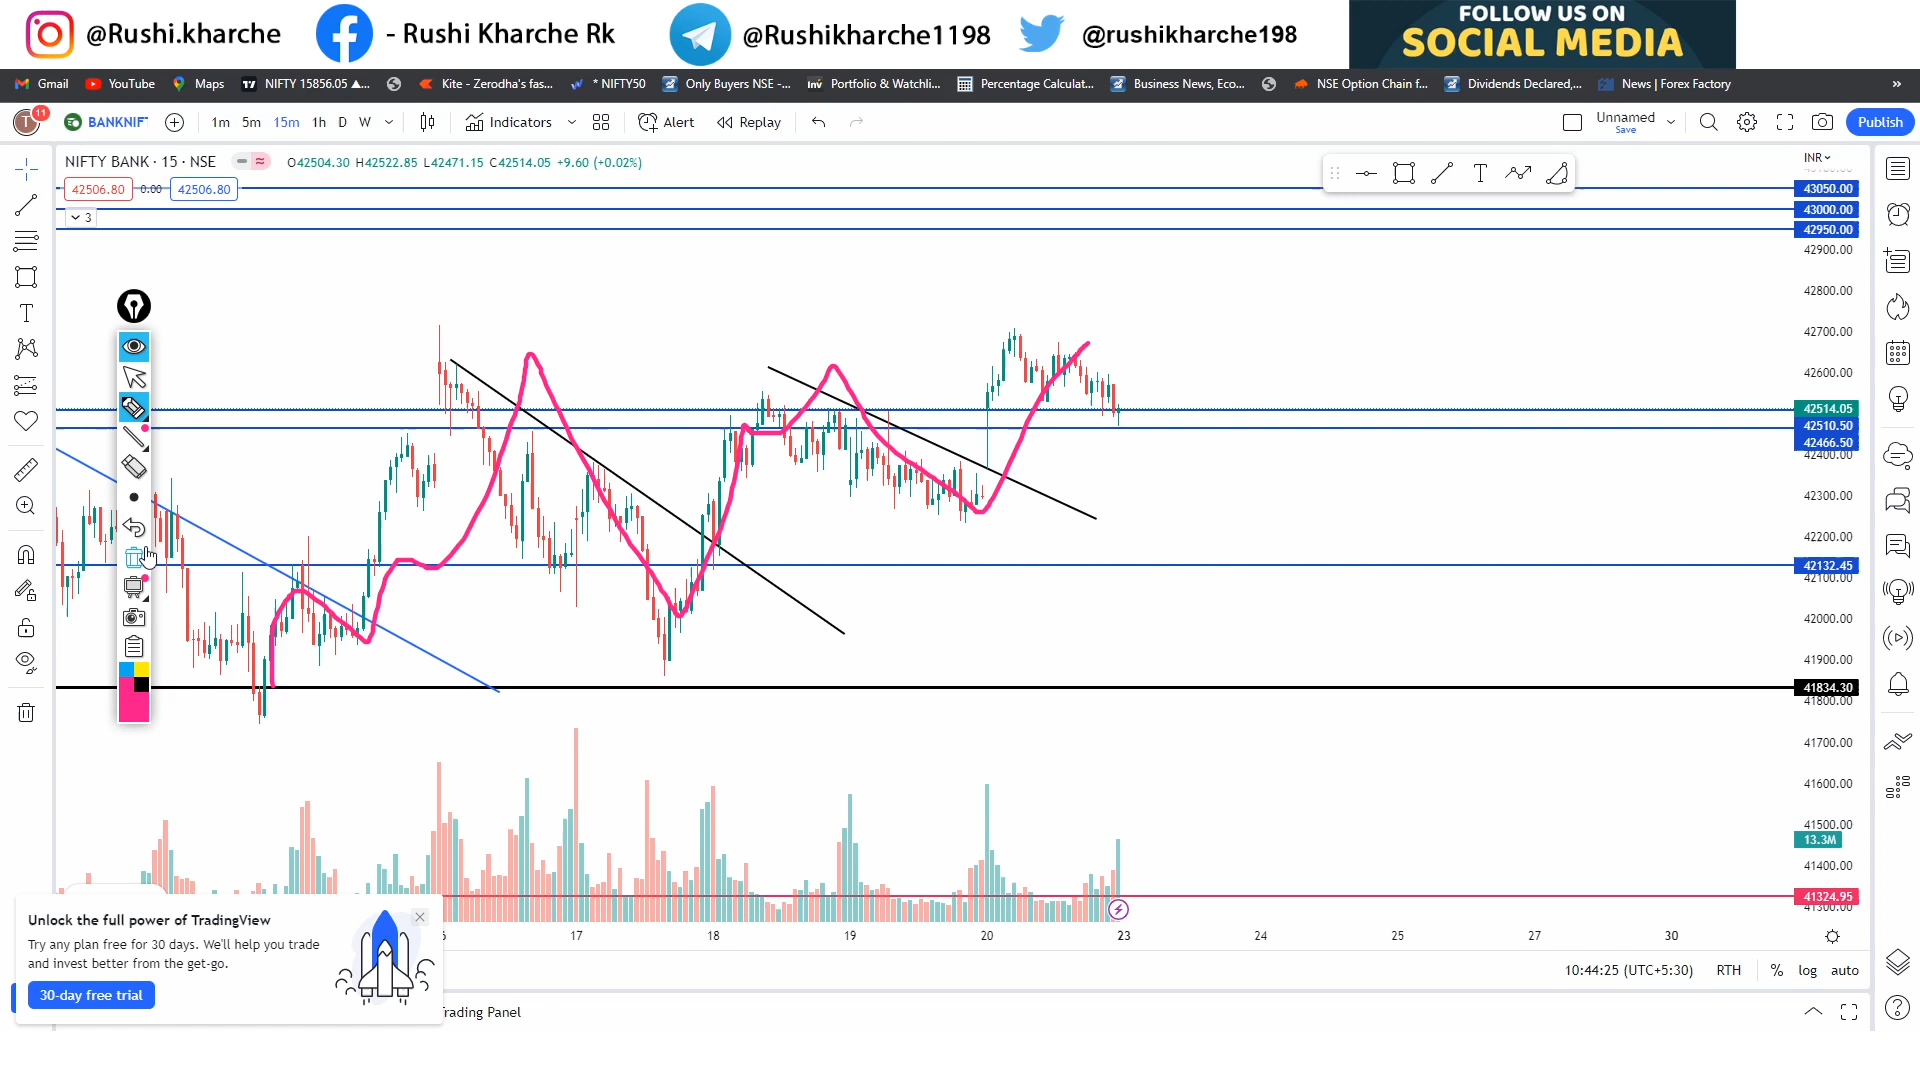 @Rushi.kharche - Rushi Kharche Rk @Rushikharche1198 @rushikharche198 FOLLOW US ON
SOCIAL MEDIA
Gmail YouTube Maps NIFTY 15856.05 ▲... Kite - Zerodha's fas... * NIFTY50 Only Buyers NSE -... Portfolio & Watchli... Percentage Calculat... Business News, Eco... NSE Option Chain f... Dividends Declared,... News | Forex Factory »
T 11 BANKNIF 1m 5m 15m 1h D W Indicators Alert Replay Unnamed Save Publish
NIFTY BANK · 15 · NSE O42504.30 H42522.85 L42471.15 C42514.05 +9.60 (+0.02%) INR
42506.80 0.00 42506.80
3
43050.00
43000.00
42950.00
42900.00
42800.00
42700.00
42600.00
42514.05
42510.50
42466.50
42400.00
42300.00
42200.00
42132.45
42100.00
42000.00
41900.00
41834.30
41800.00
41700.00
41600.00
41500.00
13.3M
41400.00
41324.95
41300.00
17 18 19 20 23 24 25 27 30
Unlock the full power of TradingView
Try any plan free for 30 days. We'll help you trade
and invest better from the get-go.
30-day free trial
10:44:25 (UTC+5:30) RTH % log auto
rading Panel